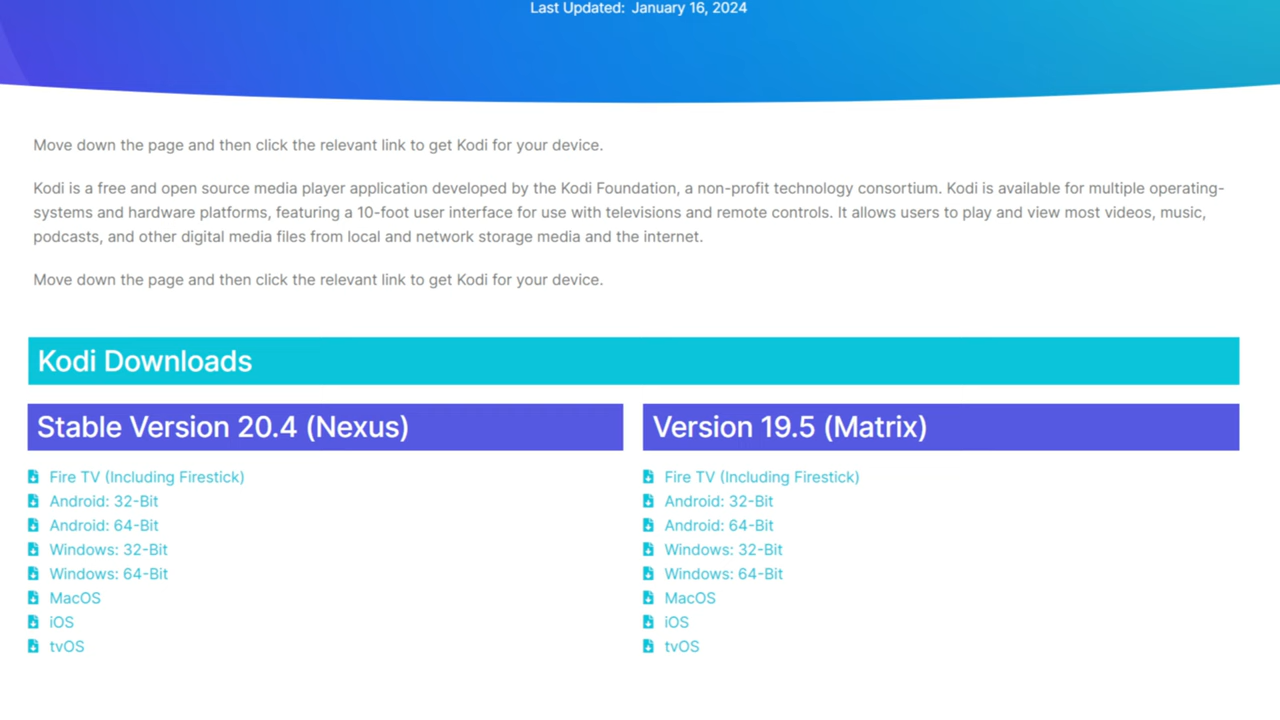 Last Updated: January 16, 2024
Move down the page and then click the relevant link to get Kodi for your device.
Kodi is a free and open source media player application developed by the Kodi Foundation, a non-profit technology consortium. Kodi is available for multiple operating-
systems and hardware platforms, featuring a 10-foot user interface for use with televisions and remote controls. It allows users to play and view most videos, music,
podcasts, and other digital media files from local and network storage media and the internet.
Move down the page and then click the relevant link to get Kodi for your device.
Kodi Downloads
Stable Version 20.4 (Nexus)
Fire TV (Including Firestick)
Android: 32-Bit
Android: 64-Bit
Windows: 32-Bit
Windows: 64-Bit
MacOS
iOS
tvOS
Version 19.5 (Matrix)
Fire TV (Including Firestick)
Android: 32-Bit
Android: 64-Bit
Windows: 32-Bit
Windows: 64-Bit
MacOS
iOS
tvOS